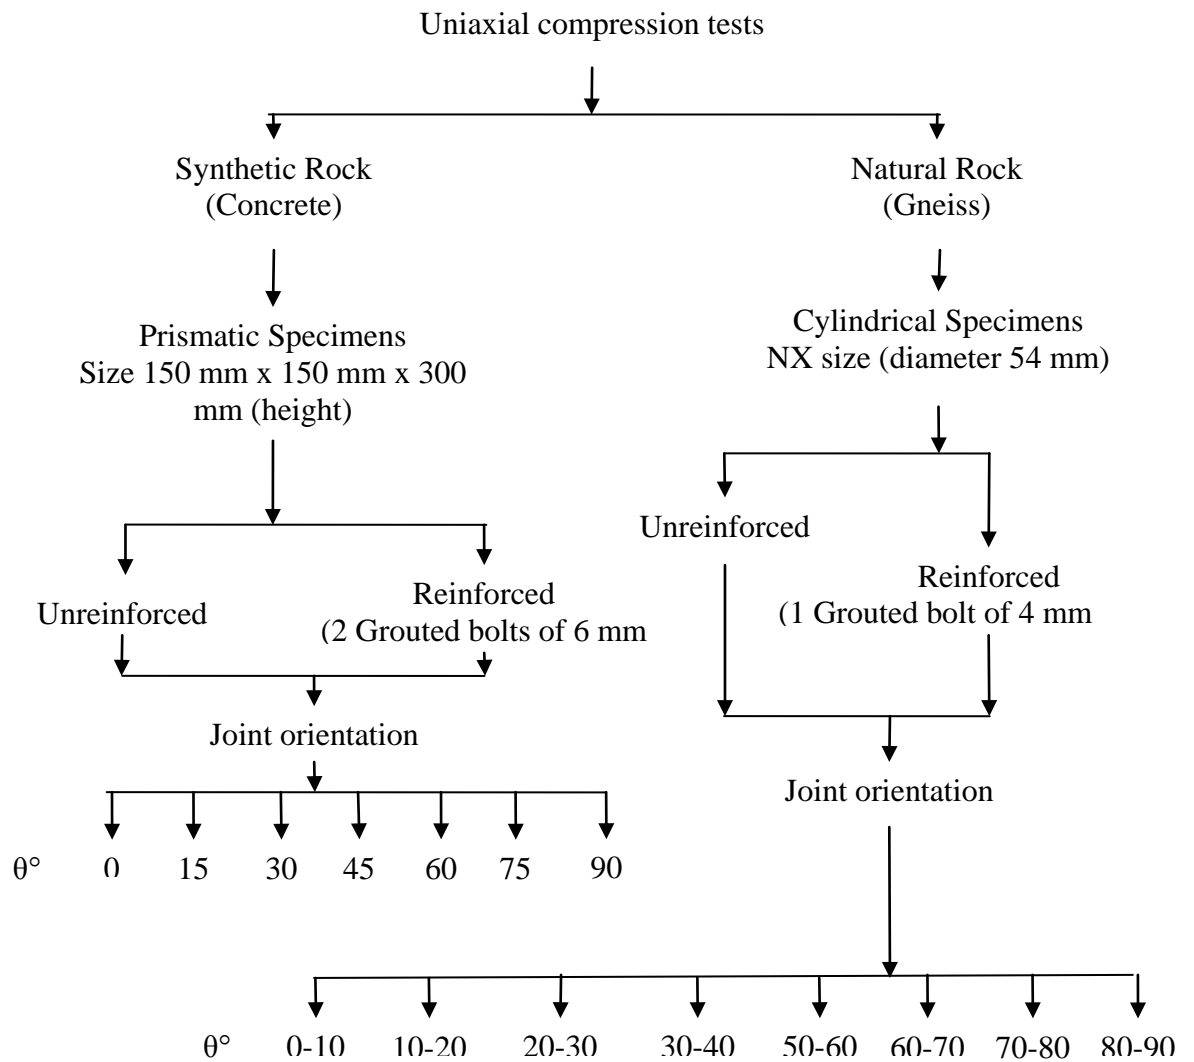 Uniaxial compression tests
Synthetic Rock
(Concrete)
Natural Rock
(Gneiss)
Prismatic Specimens
Size 150 mm x 150 mm x 300
mm (height)
Cylindrical Specimens
NX size (diameter 54 mm)
Unreinforced
Reinforced
(2 Grouted bolts of 6 mm
Unreinforced
Reinforced
(1 Grouted bolt of 4 mm
Joint orientation
Joint orientation
θ° 0 15 30 45 60 75 90
θ° 0-10 10-20 20-30 30-40 50-60 60-70 70-80 80-90